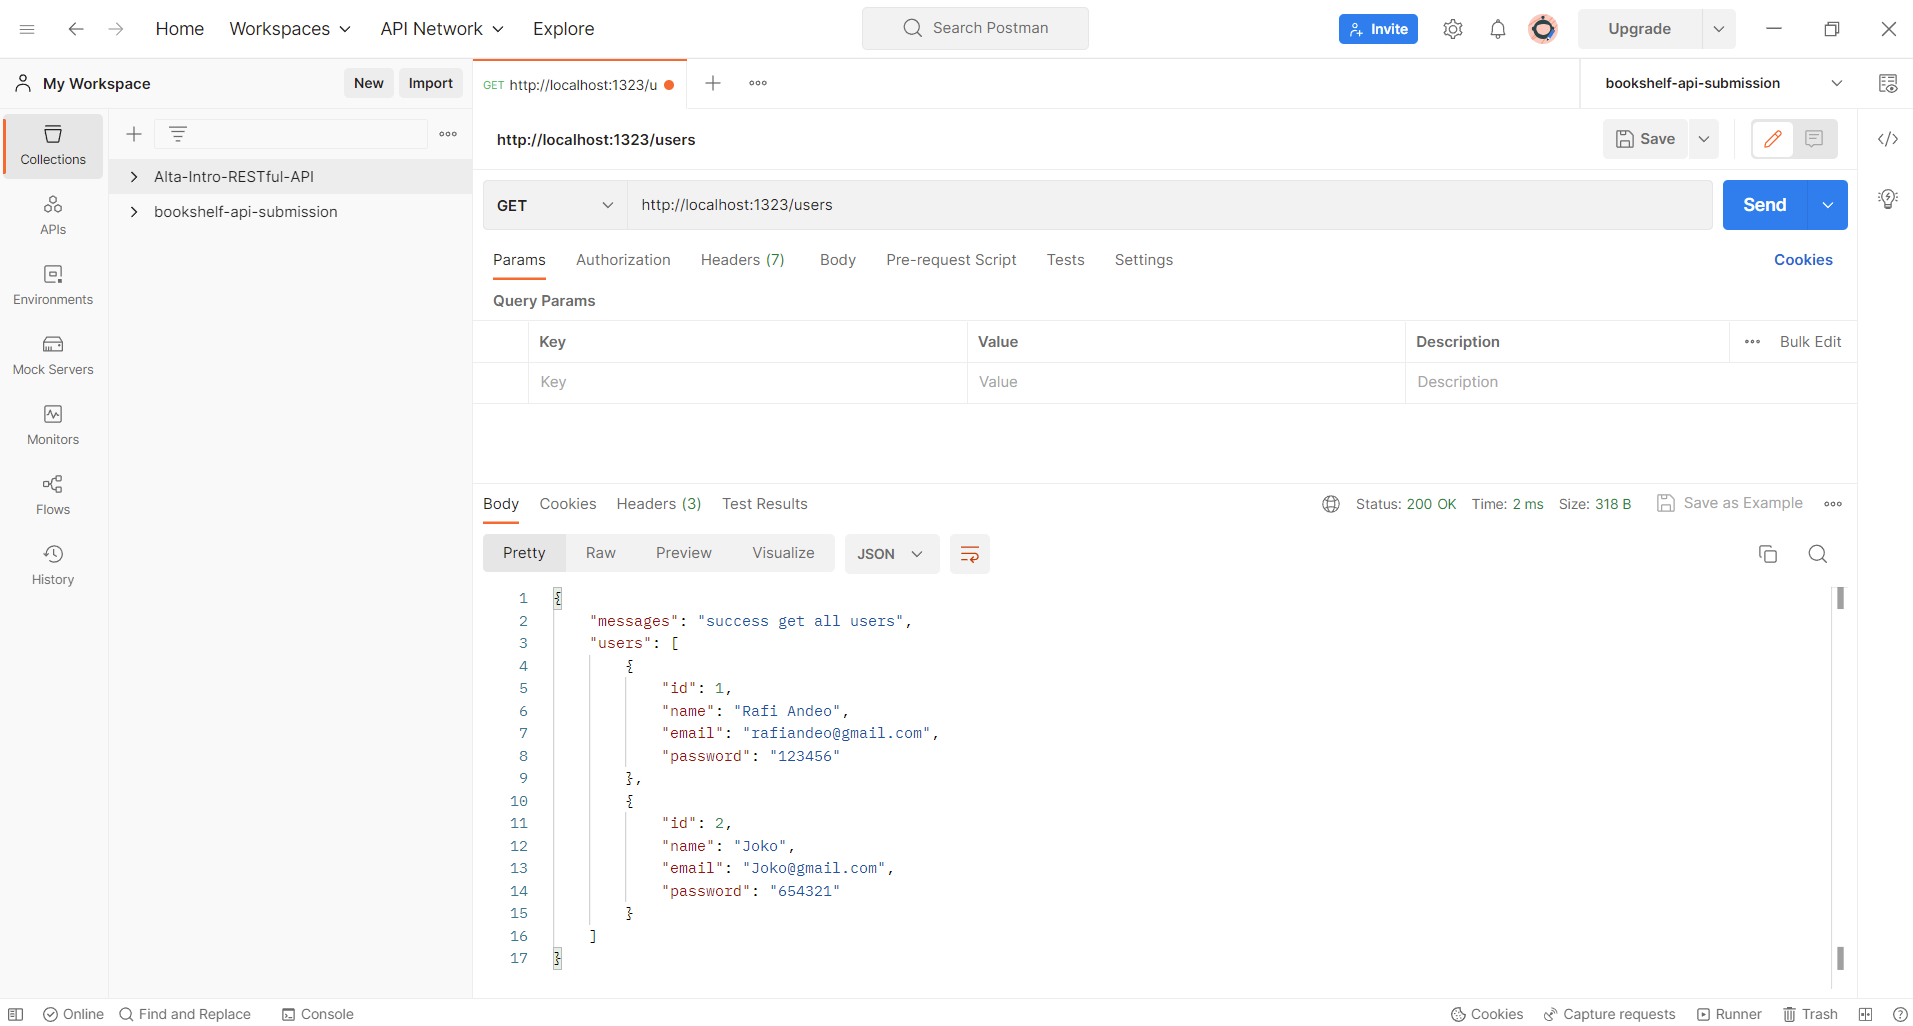 Home Workspaces API Network Explore Search Postman Invite Upgrade
My Workspace New Import GET http://localhost:1323/u bookshelf-api-submission
Collections
APIs
Environments
Mock Servers
Monitors
Flows
History
Alta-Intro-RESTful-API
bookshelf-api-submission
http://localhost:1323/users Save
GET http://localhost:1323/users Send
Params Authorization Headers (7) Body Pre-request Script Tests Settings Cookies
Query Params
Key Value Description Bulk Edit
Key Value Description
Body Cookies Headers (3) Test Results Status: 200 OK Time: 2 ms Size: 318 B Save as Example
Pretty Raw Preview Visualize JSON
1 {
2 "messages": "success get all users",
3 "users": [
4 {
5 "id": 1,
6 "name": "Rafi Andeo",
7 "email": "rafiandeo@gmail.com",
8 "password": "123456"
9 },
10 {
11 "id": 2,
12 "name": "Joko",
13 "email": "Joko@gmail.com",
14 "password": "654321"
15 }
16 ]
17 }
Online Find and Replace Console Cookies Capture requests Runner Trash